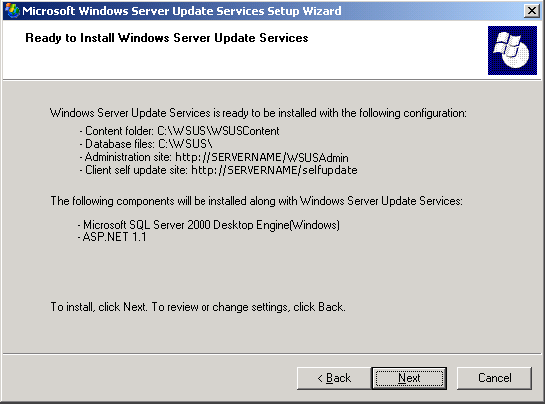 Microsoft Windows Server Update Services Setup Wizard
Ready to Install Windows Server Update Services
Windows Server Update Services is ready to be installed with the following configuration:
- Content folder: C:\WSUS\WSUSContent
- Database files: C:\WSUS\
- Administration site: http://SERVERNAME/WSUSAdmin
- Client self update site: http://SERVERNAME/selfupdate
The following components will be installed along with Windows Server Update Services:
- Microsoft SQL Server 2000 Desktop Engine(Windows)
- ASP.NET 1.1
To install, click Next. To review or change settings, click Back.
< Back Next Cancel